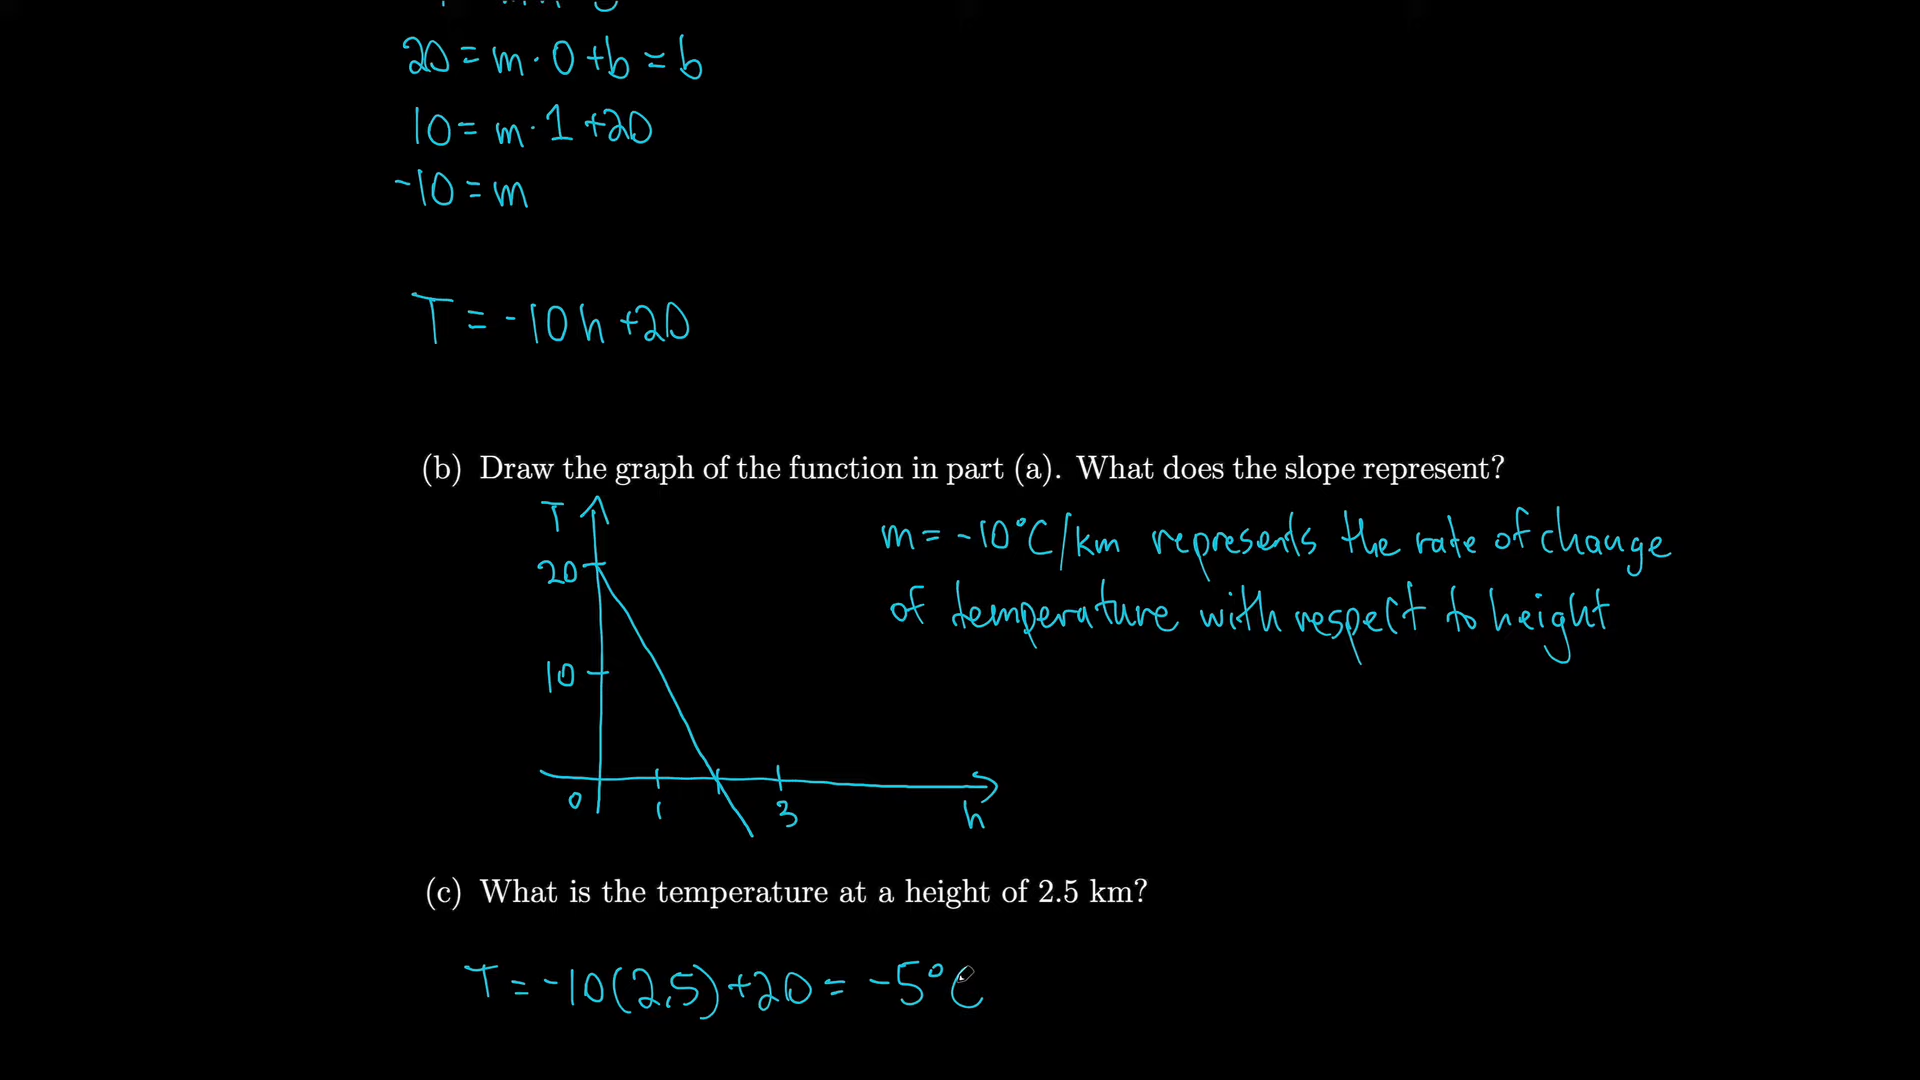 20 = m · 0 + b = b
10 = m · 1 + 20
-10 = m
T = -10h + 20
(b) Draw the graph of the function in part (a). What does the slope represent?
T
20
10
0
1
3
h
m = -10°C/km represents the rate of change
of temperature with respect to height
(c) What is the temperature at a height of 2.5 km?
T = -10(2.5) + 20 = -5°C